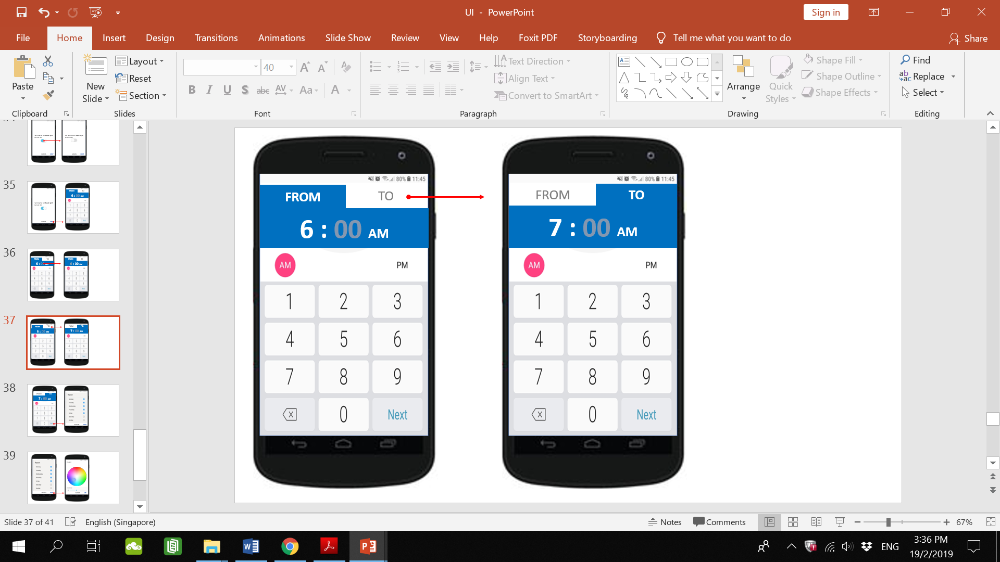 UI - PowerPoint
Sign in
File Home Insert Design Transitions Animations Slide Show Review View Help Foxit PDF Storyboarding Tell me what you want to do Share
Paste
Clipboard
New Slide
Layout
Reset
Section
Slides
40
B I U S abc AV Aa A
Font
Text Direction
Align Text
Convert to SmartArt
Paragraph
Arrange
Quick Styles
Shape Fill
Shape Outline
Shape Effects
Drawing
Find
Replace
Select
Editing
35
36
37
38
39
80% 11:45
FROM TO
6 : 00 AM
AM PM
1 2 3
4 5 6
7 8 9
0 Next
80% 11:45
FROM TO
7 : 00 AM
AM PM
1 2 3
4 5 6
7 8 9
0 Next
Slide 37 of 41 English (Singapore) Notes Comments 67%
ENG
3:36 PM
19/2/2019